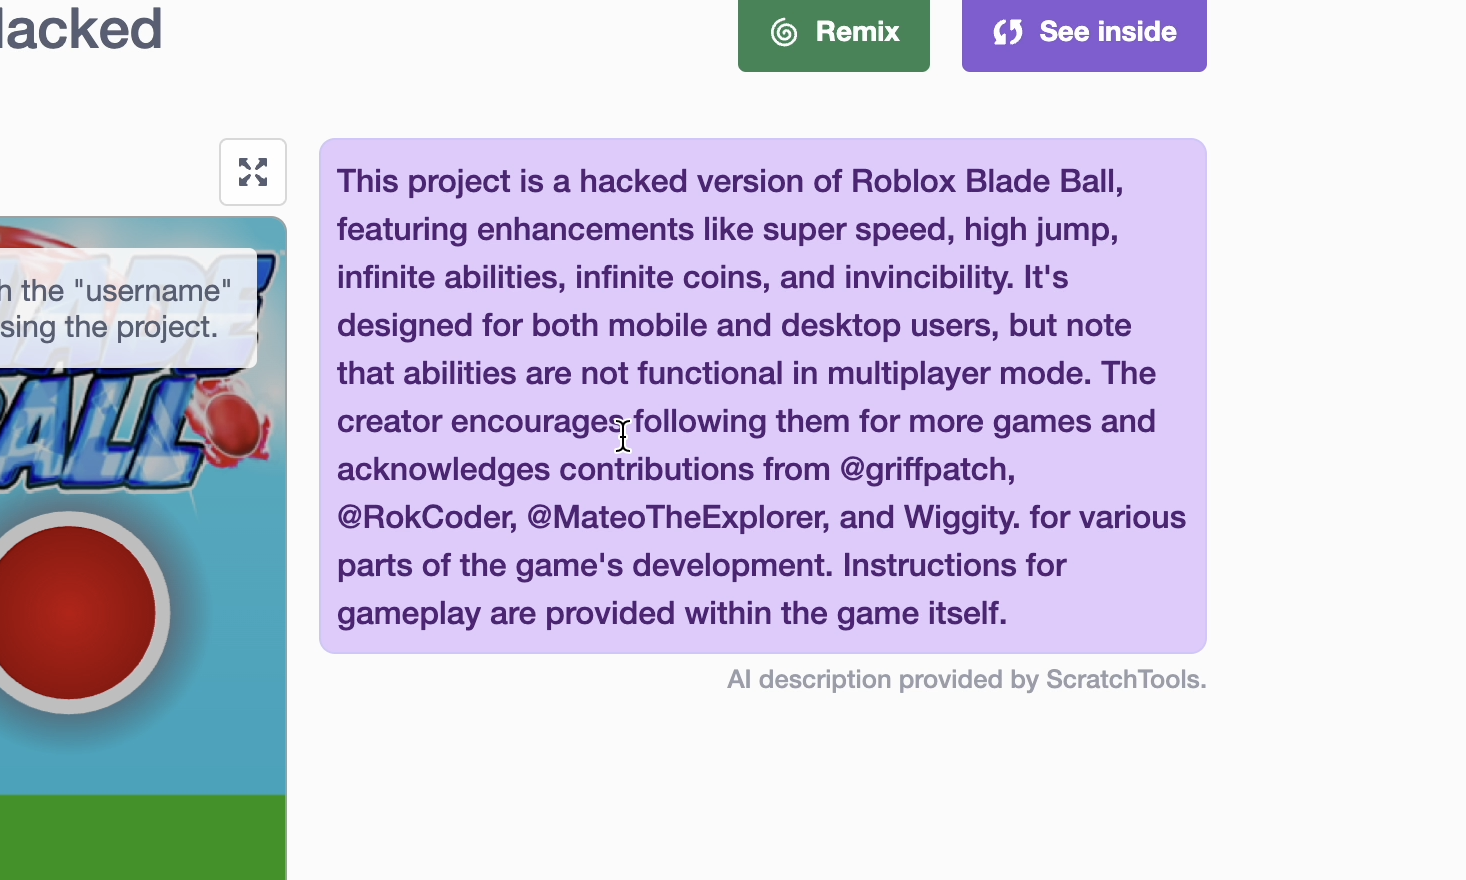 lacked
Remix
See inside
This project is a hacked version of Roblox Blade Ball,
featuring enhancements like super speed, high jump,
infinite abilities, infinite coins, and invincibility. It's
designed for both mobile and desktop users, but note
that abilities are not functional in multiplayer mode. The
creator encourages following them for more games and
acknowledges contributions from @griffpatch,
@RokCoder, @MateoTheExplorer, and Wiggity. for various
parts of the game's development. Instructions for
gameplay are provided within the game itself.
AI description provided by ScratchTools.
h the "username"
sing the project.
LADE
ALL